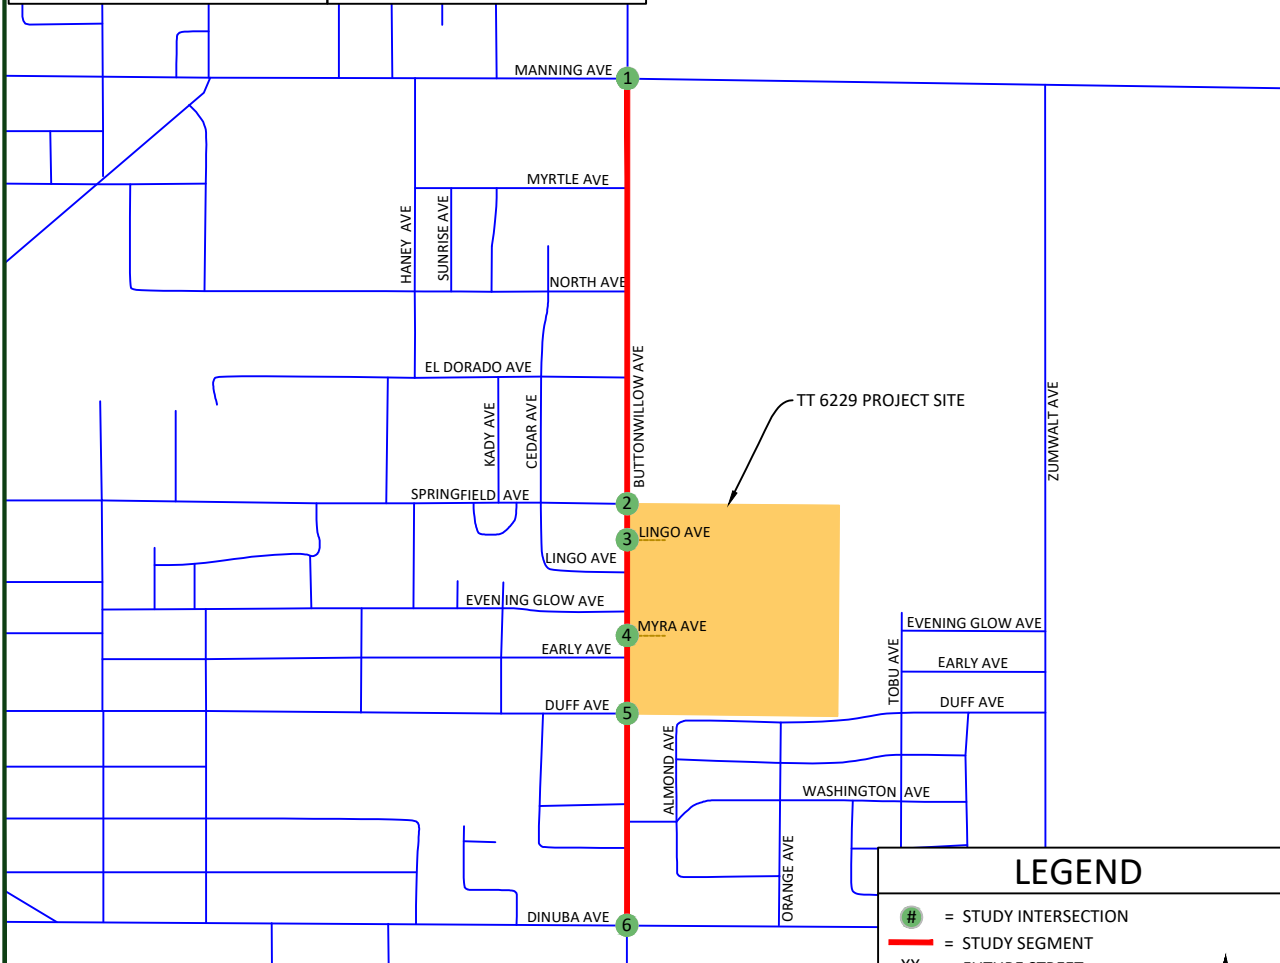 MANNING AVE
1
MYRTLE AVE
HANEY AVE
SUNRISE AVE
NORTH AVE
EL DORADO AVE
BUTTONWILLOW AVE
KADY AVE
CEDAR AVE
TT 6229 PROJECT SITE
ZUMWALT AVE
SPRINGFIELD AVE
2
3
LINGO AVE
LINGO AVE
EVENING GLOW AVE
4
MYRA AVE
EVENING GLOW AVE
EARLY AVE
TOBU AVE
EARLY AVE
DUFF AVE
5
DUFF AVE
ALMOND AVE
WASHINGTON AVE
ORANGE AVE
DINUBA AVE
6
LEGEND
# = STUDY INTERSECTION
= STUDY SEGMENT
XX = FUTURE STREET